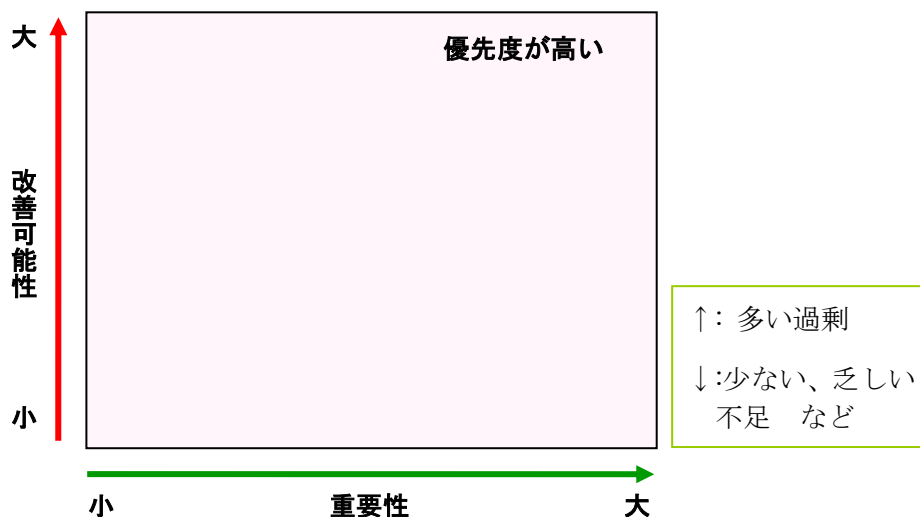 大
優先度が高い
改善可能性
小
↑：多い過剰
↓：少ない、乏しい
不足　など
小
重要性
大